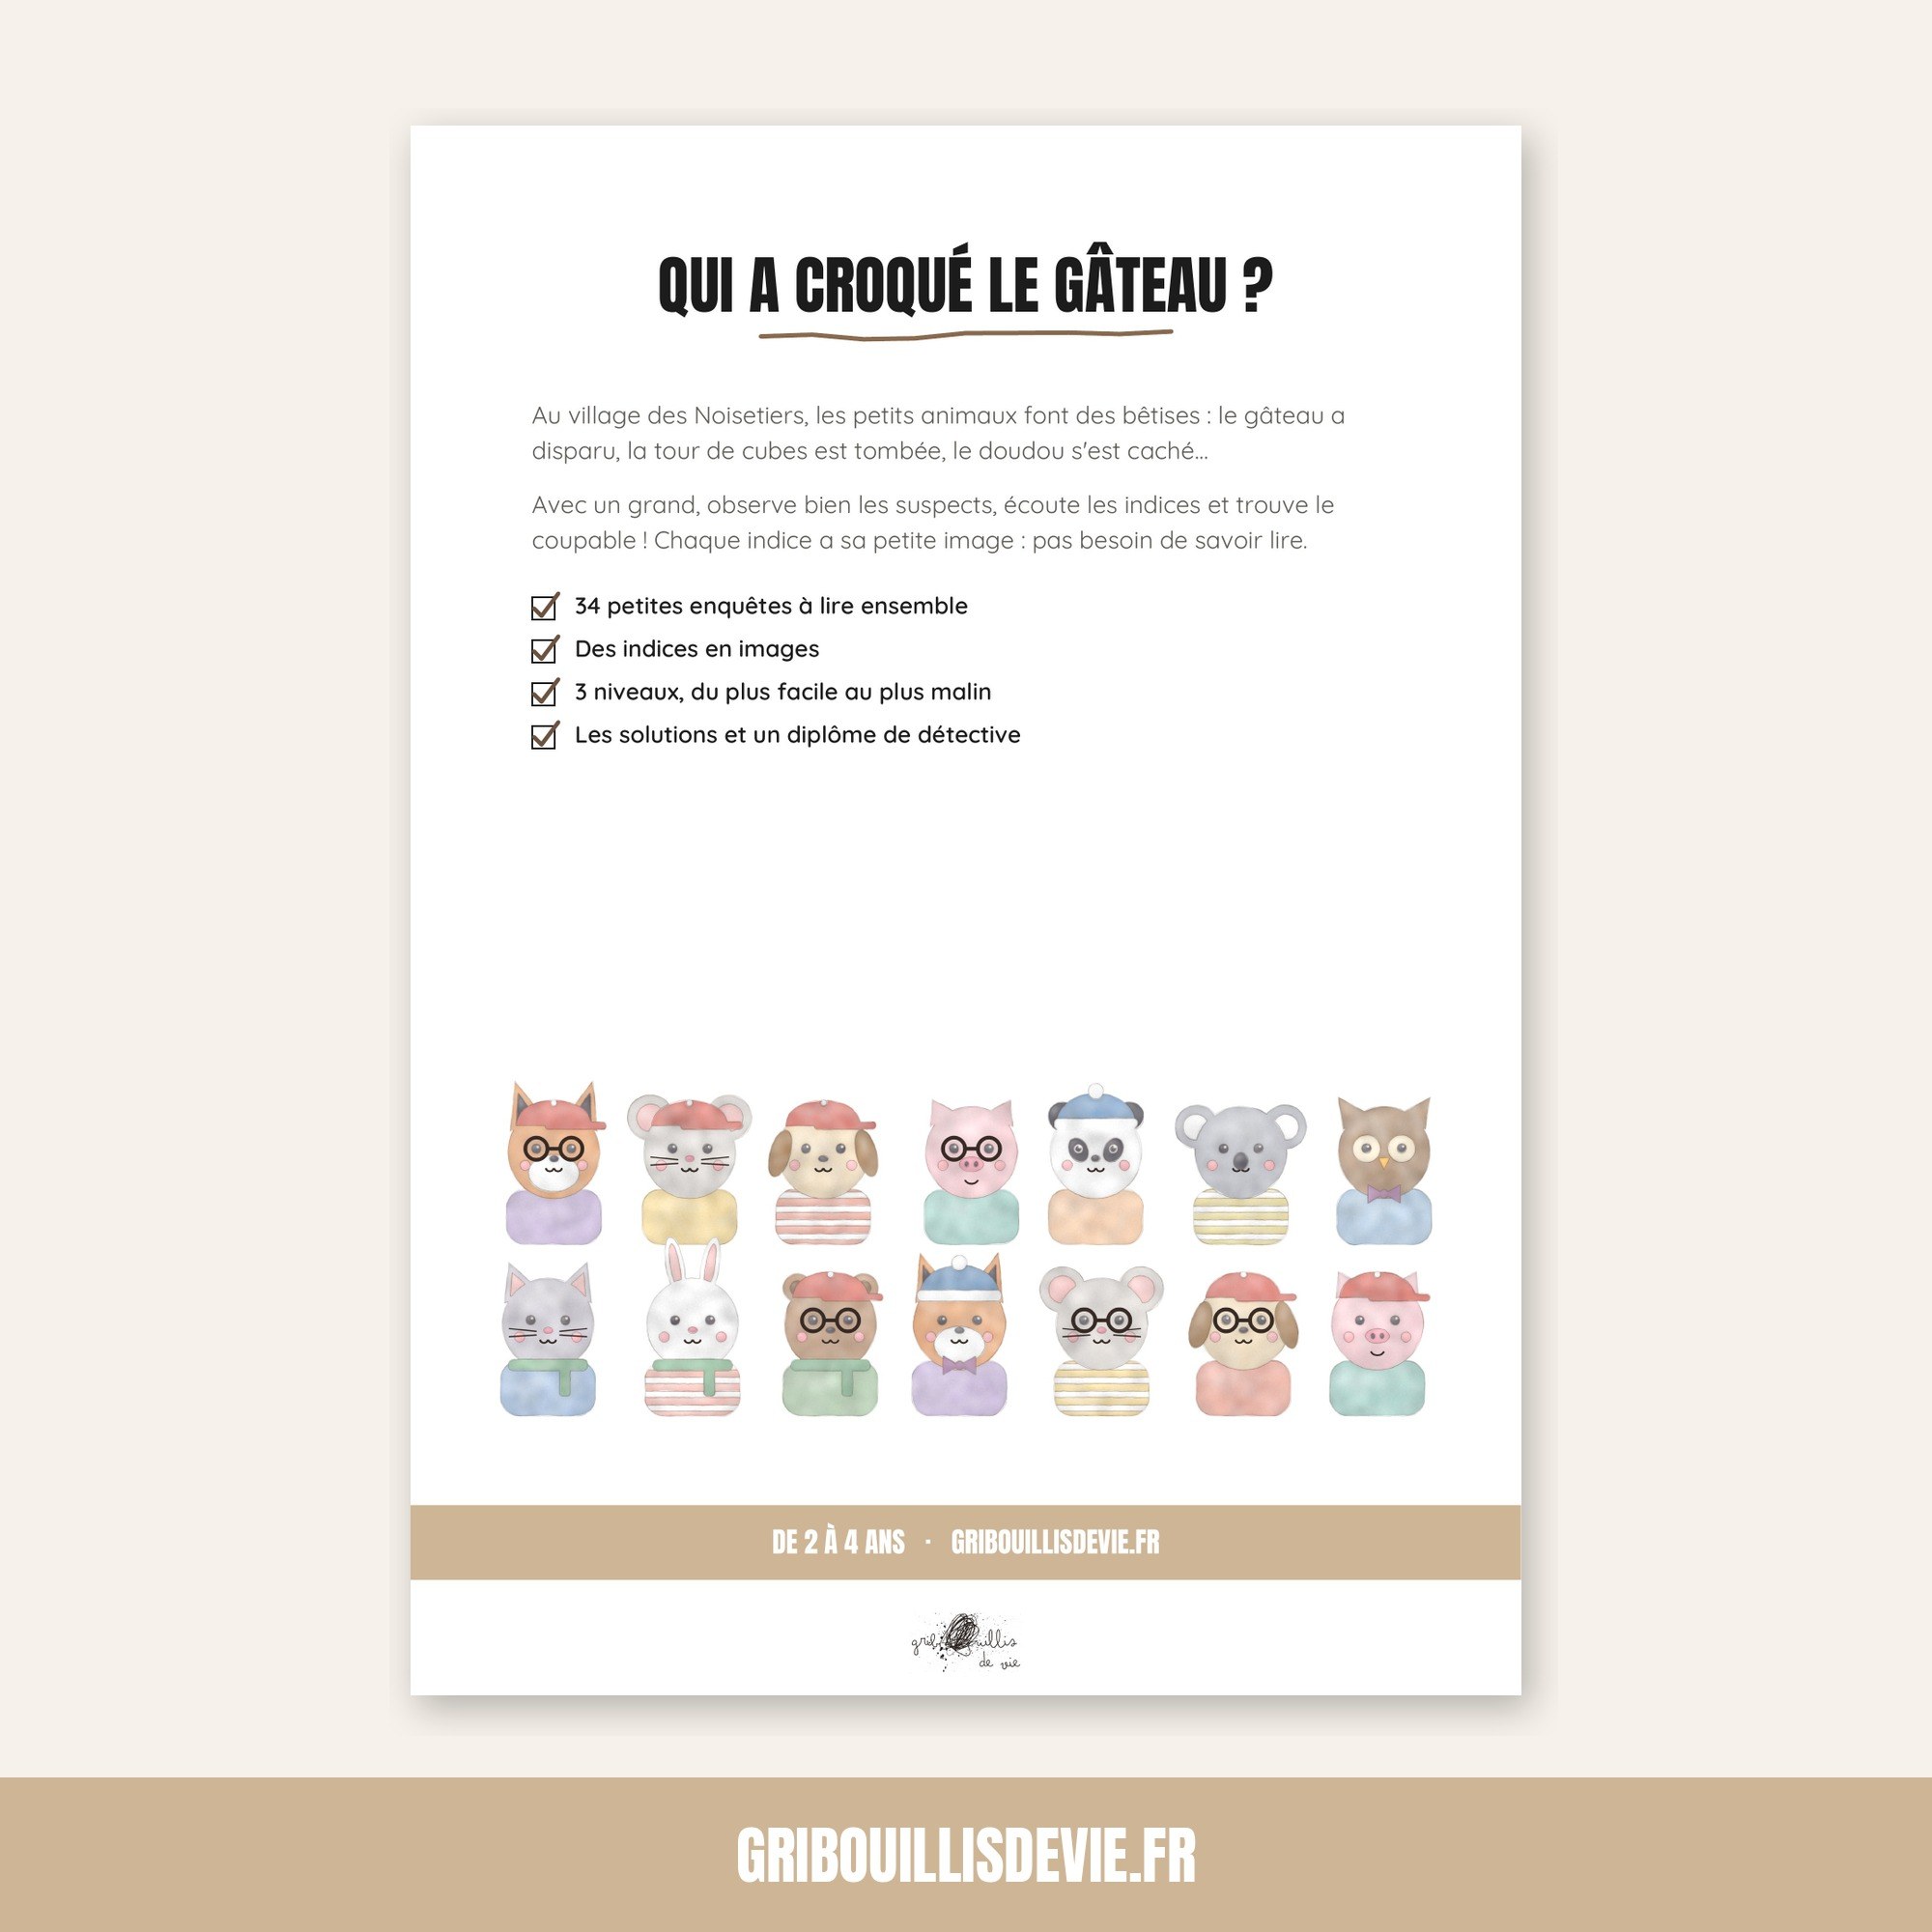 QUI A CROQUÉ LE GÂTEAU ?
Au village des Noisetiers, les petits animaux font des bêtises : le gâteau a
disparu, la tour de cubes est tombée, le doudou s'est caché...
Avec un grand, observe bien les suspects, écoute les indices et trouve le
coupable ! Chaque indice a sa petite image : pas besoin de savoir lire.
34 petites enquêtes à lire ensemble
Des indices en images
3 niveaux, du plus facile au plus malin
Les solutions et un diplôme de détective
DE 2 À 4 ANS · GRIBOUILLISDEVIE.FR
gribouillis
de vie
GRIBOUILLISDEVIE.FR